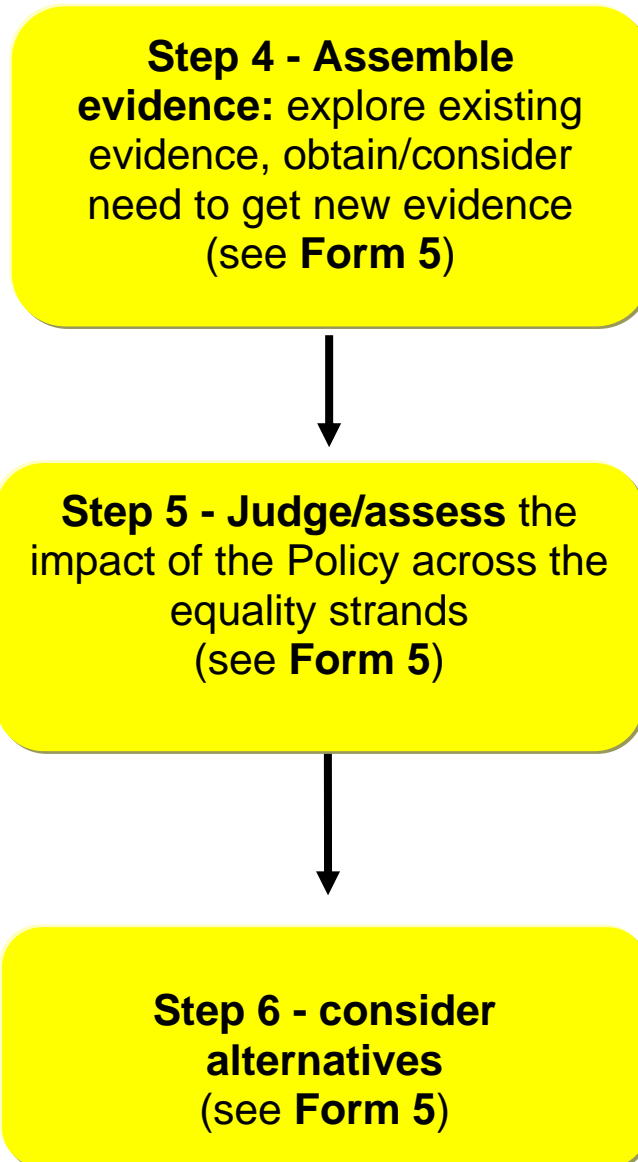 Step 4 - Assemble
evidence: explore existing
evidence, obtain/consider
need to get new evidence
(see Form 5)
Step 5 - Judge/assess the
impact of the Policy across the
equality strands
(see Form 5)
Step 6 - consider
alternatives
(see Form 5)